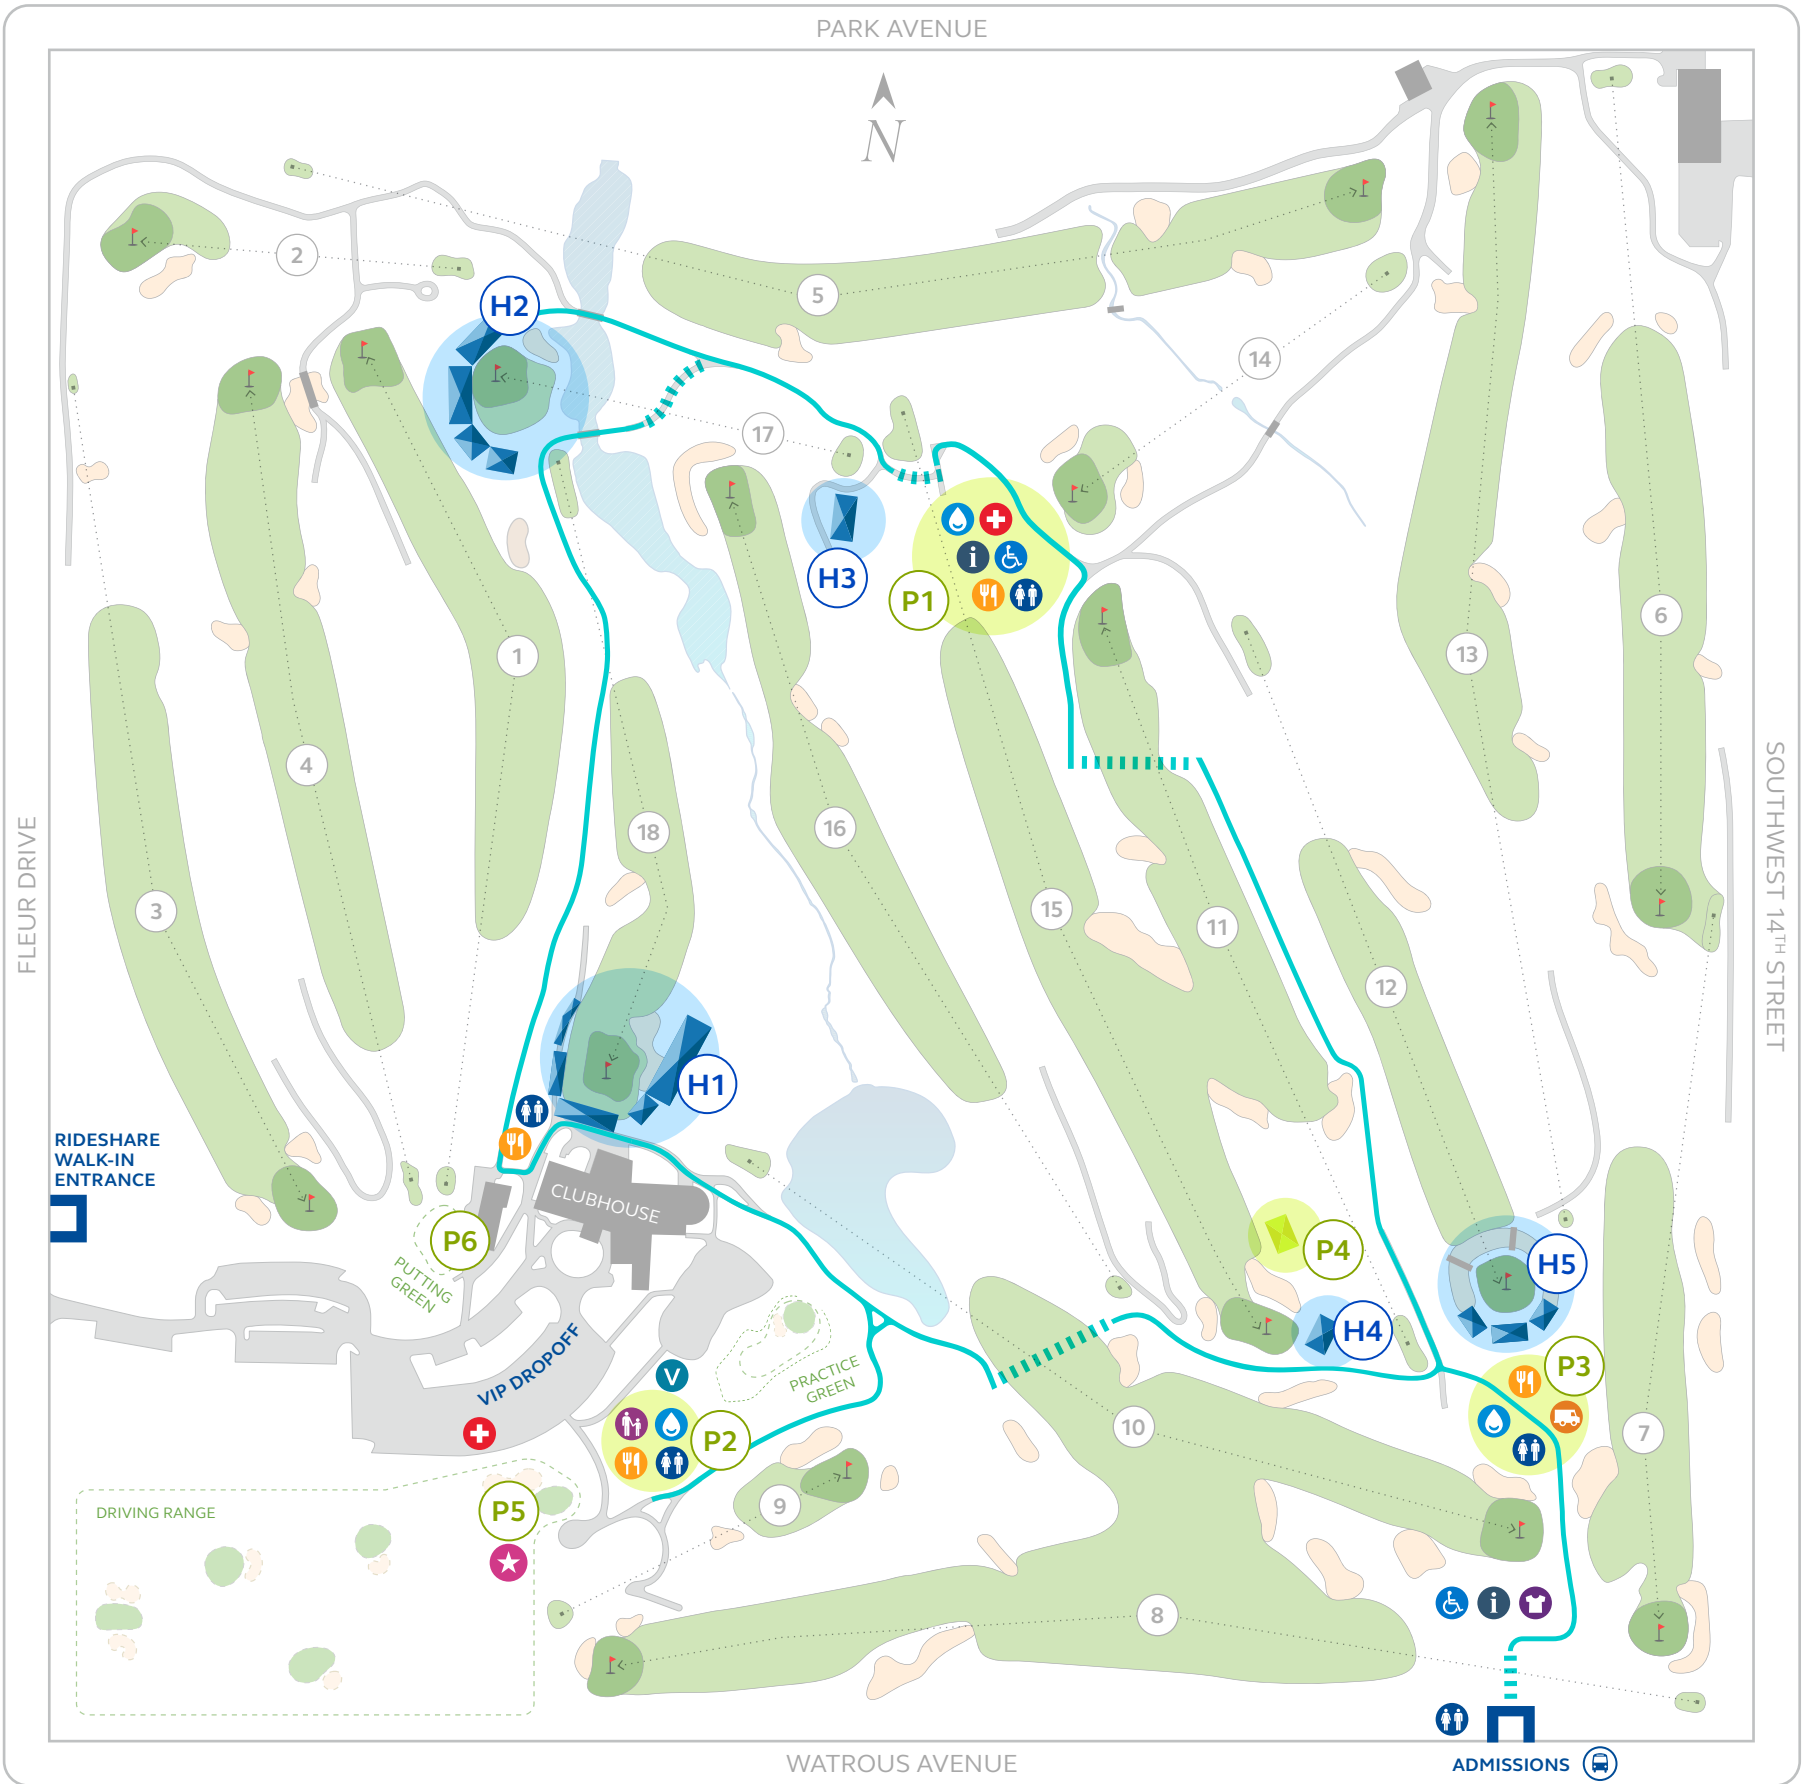 PARK AVENUE
N
2
H2
5
14
17
H3
P1
i
1
6
13
4
18
16
3
15
11
12
FLEUR DRIVE
SOUTHWEST 14TH STREET
H1
RIDESHARE
WALK-IN
ENTRANCE
CLUBHOUSE
P6
PUTTING
GREEN
P4
H5
H4
VIP DROPOFF
PRACTICE
GREEN
V
P3
P2
10
7
9
P5
DRIVING RANGE
8
i
WATROUS AVENUE
ADMISSIONS